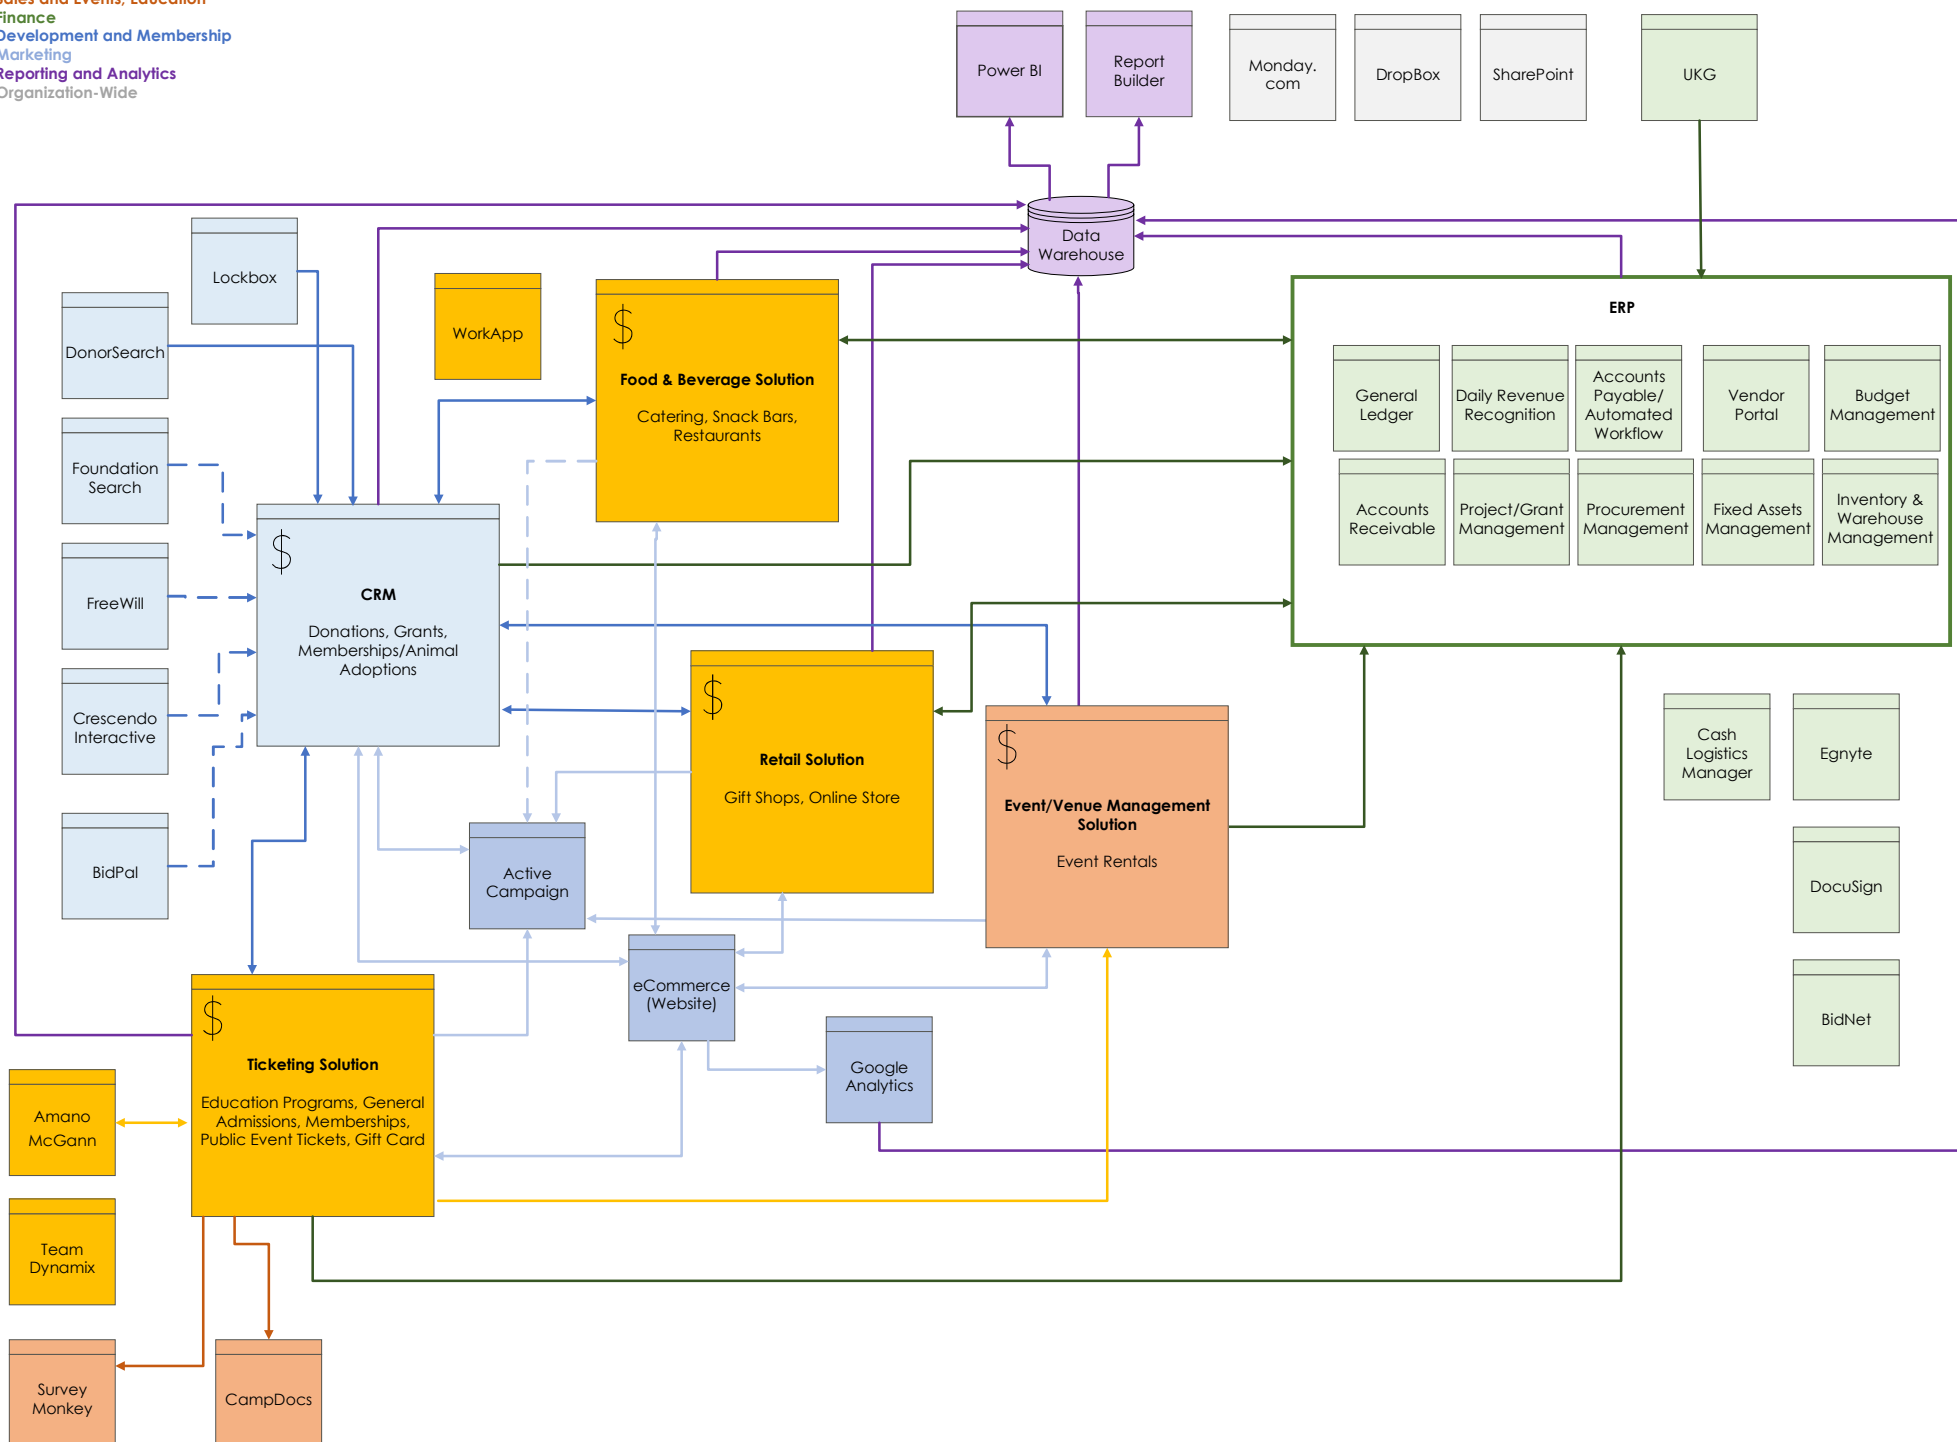 Sales and Events, Education
Finance
Development and Membership
Marketing
Reporting and Analytics
Organization-Wide
Power BI
Report
Builder
Monday.
com
DropBox
SharePoint
UKG
Data
Warehouse
Lockbox
DonorSearch
Foundation
Search
FreeWill
Crescendo
Interactive
BidPal
WorkApp
$
Food & Beverage Solution
Catering, Snack Bars,
Restaurants
ERP
General
Ledger
Daily Revenue
Recognition
Accounts
Payable/
Automated
Workflow
Vendor
Portal
Budget
Management
Accounts
Receivable
Project/Grant
Management
Procurement
Management
Fixed Assets
Management
Inventory &
Warehouse
Management
$
CRM
Donations, Grants,
Memberships/Animal
Adoptions
$
Retail Solution
Gift Shops, Online Store
$
Event/Venue Management
Solution
Event Rentals
Cash
Logistics
Manager
Egnyte
DocuSign
BidNet
Active
Campaign
eCommerce
(Website)
Google
Analytics
$
Ticketing Solution
Education Programs, General
Admissions, Memberships,
Public Event Tickets, Gift Card
Amano
McGann
Team
Dynamix
Survey
Monkey
CampDocs